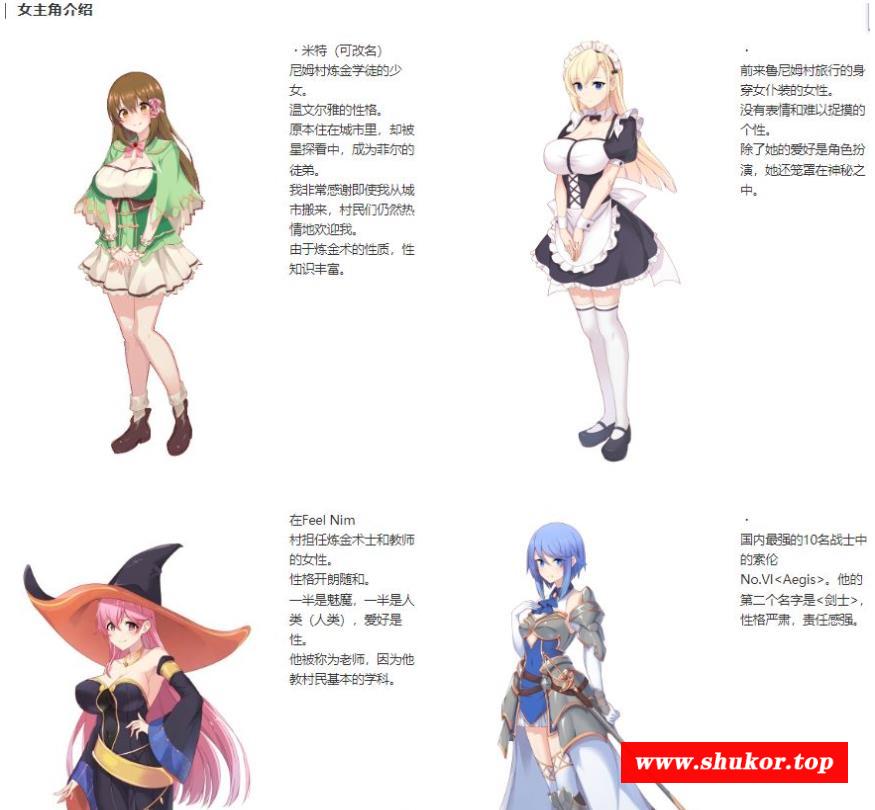 女主角介绍
・米特（可改名）
尼姆村炼金学徒的少
女。
温文尔雅的性格。
原本住在城市里，却被
星探看中，成为菲尔的
徒弟。
我非常感谢即使我从城
市搬来，村民们仍然热
情地欢迎我。
由于炼金术的性质，性
知识丰富。
・
前来鲁尼姆村旅行的身
穿女仆装的女性。
没有表情和难以捉摸的
个性。
除了她的爱好是角色扮
演，她还笼罩在神秘之
中。
在Feel Nim
村担任炼金术士和教师
的女性。
性格开朗随和。
一半是魅魔，一半是人
类（人类），爱好是
性。
他被称为老师，因为他
教村民基本的学科。
・
国内最强的10名战士中
的索伦
No.VI<Aegis>。他的
第二个名字是<剑士>，
性格严肃，责任感强。
www.shukor.top